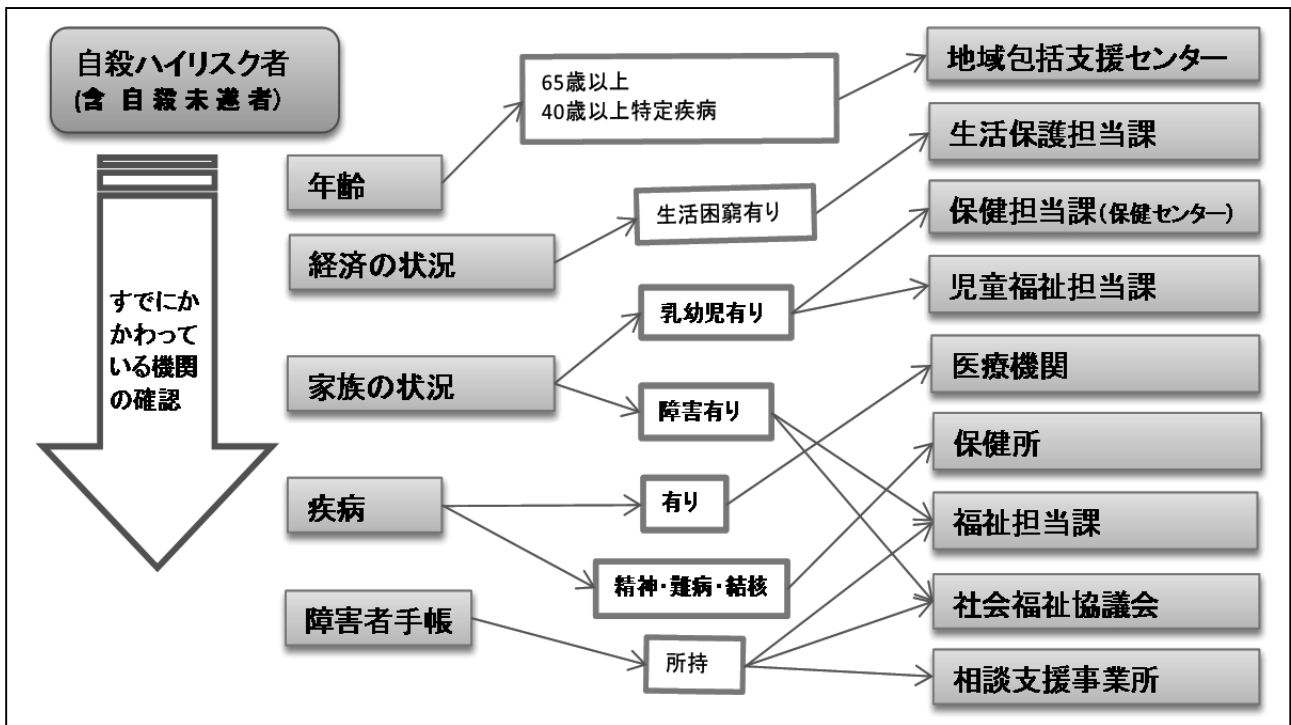 自殺ハイリスク者
(含 自殺未遂者)
すでにか
かわって
いる機関
の確認
年齢
経済の状況
家族の状況
疾病
障害者手帳
65歳以上
40歳以上特定疾病
生活困窮有り
乳幼児有り
障害有り
有り
精神・難病・結核
所持
地域包括支援センター
生活保護担当課
保健担当課(保健センター)
児童福祉担当課
医療機関
保健所
福祉担当課
社会福祉協議会
相談支援事業所